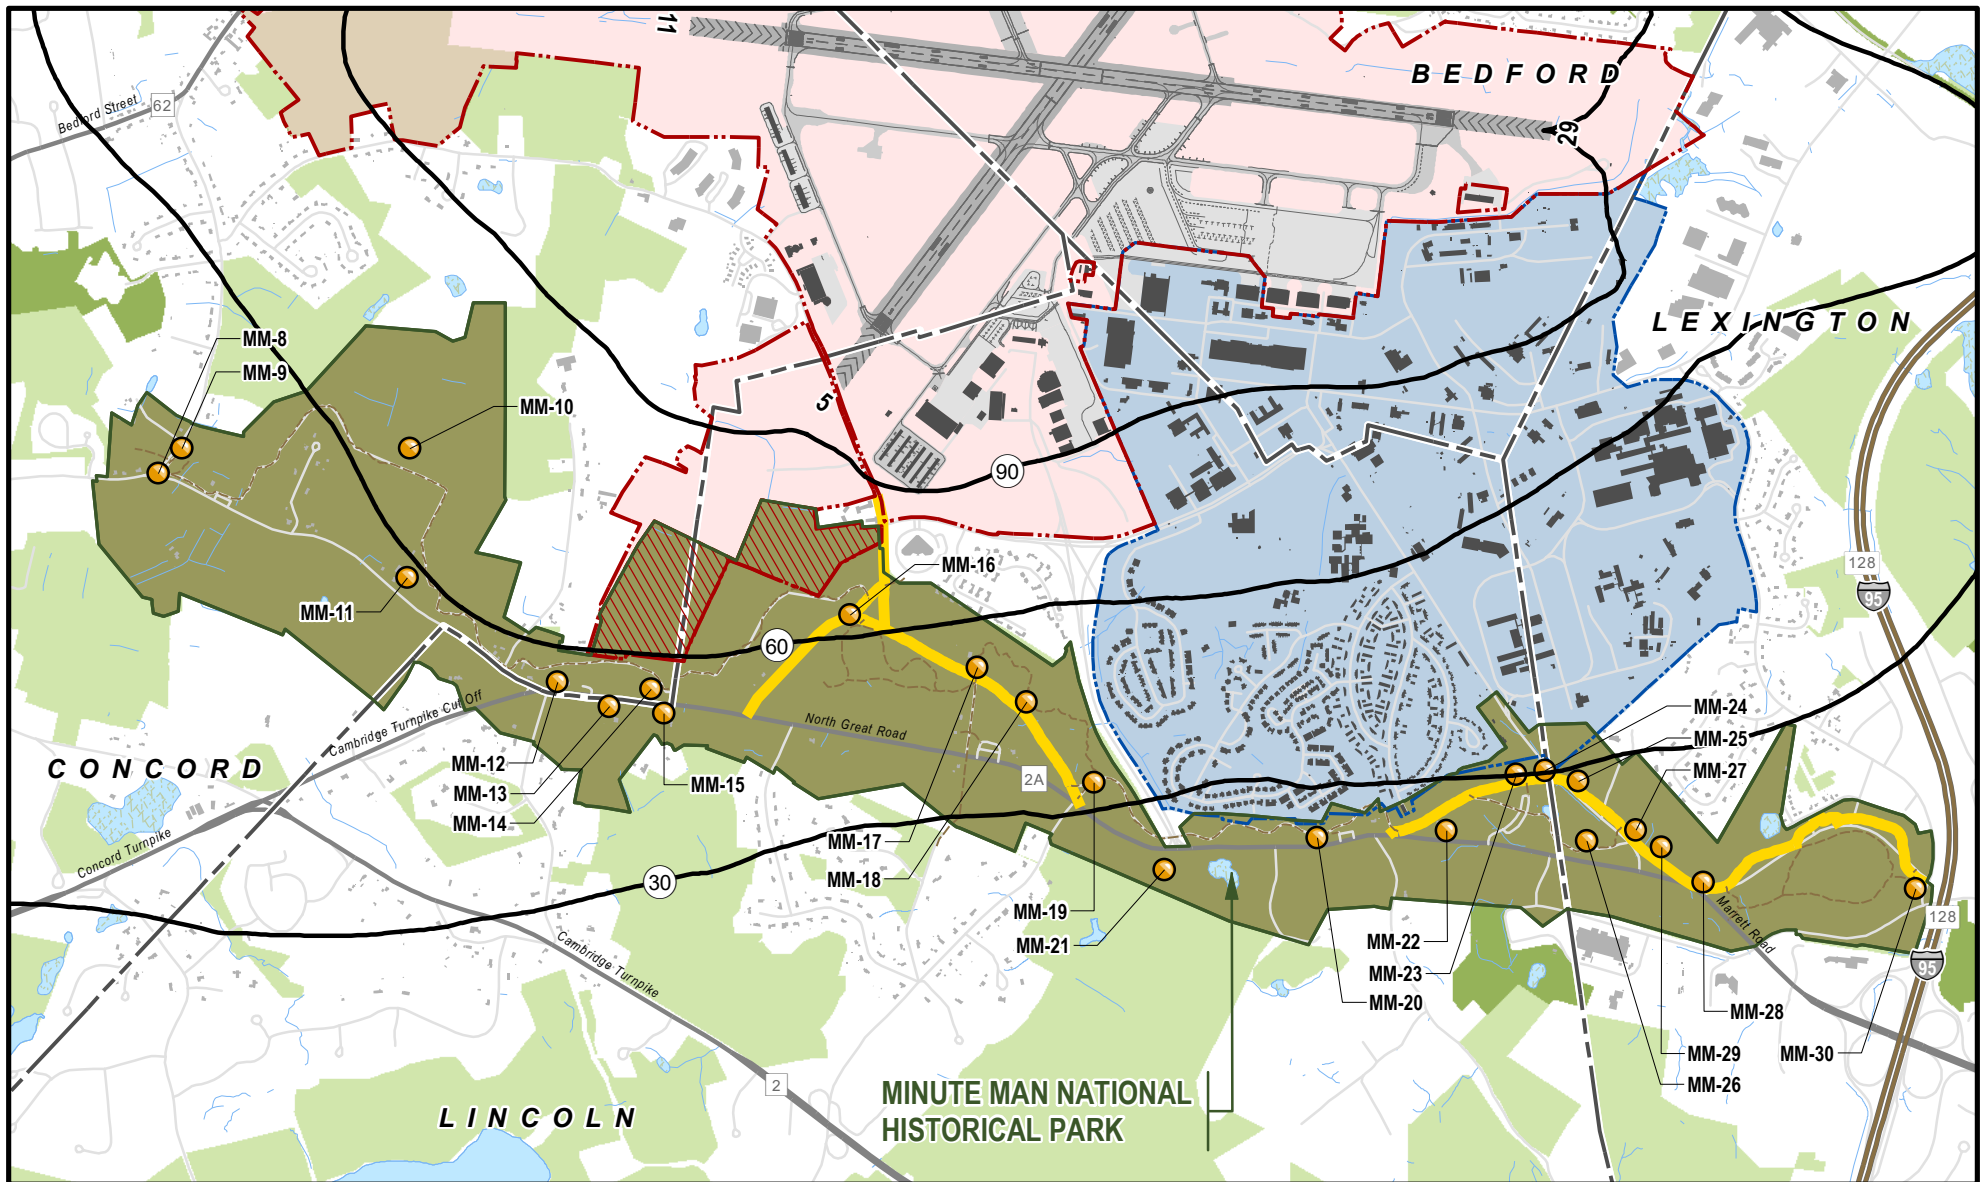 11
BEDFORD
62
Bedford Street
29
LEXINGTON
MM-8
MM-9
MM-10
5
90
MM-11
MM-16
128
95
60
MM-24
MM-25
MM-27
North Great Road
Cambridge Turnpike Cut Off
CONCORD
MM-12
MM-13
MM-14
MM-15
2A
MM-17
MM-18
Concord Turnpike
30
MM-19
MM-21
MM-22
MM-23
MM-20
Marrett Road
128
95
Cambridge Turnpike
MM-28
MM-29
MM-30
MM-26
2
MINUTE MAN NATIONAL
HISTORICAL PARK
LINCOLN